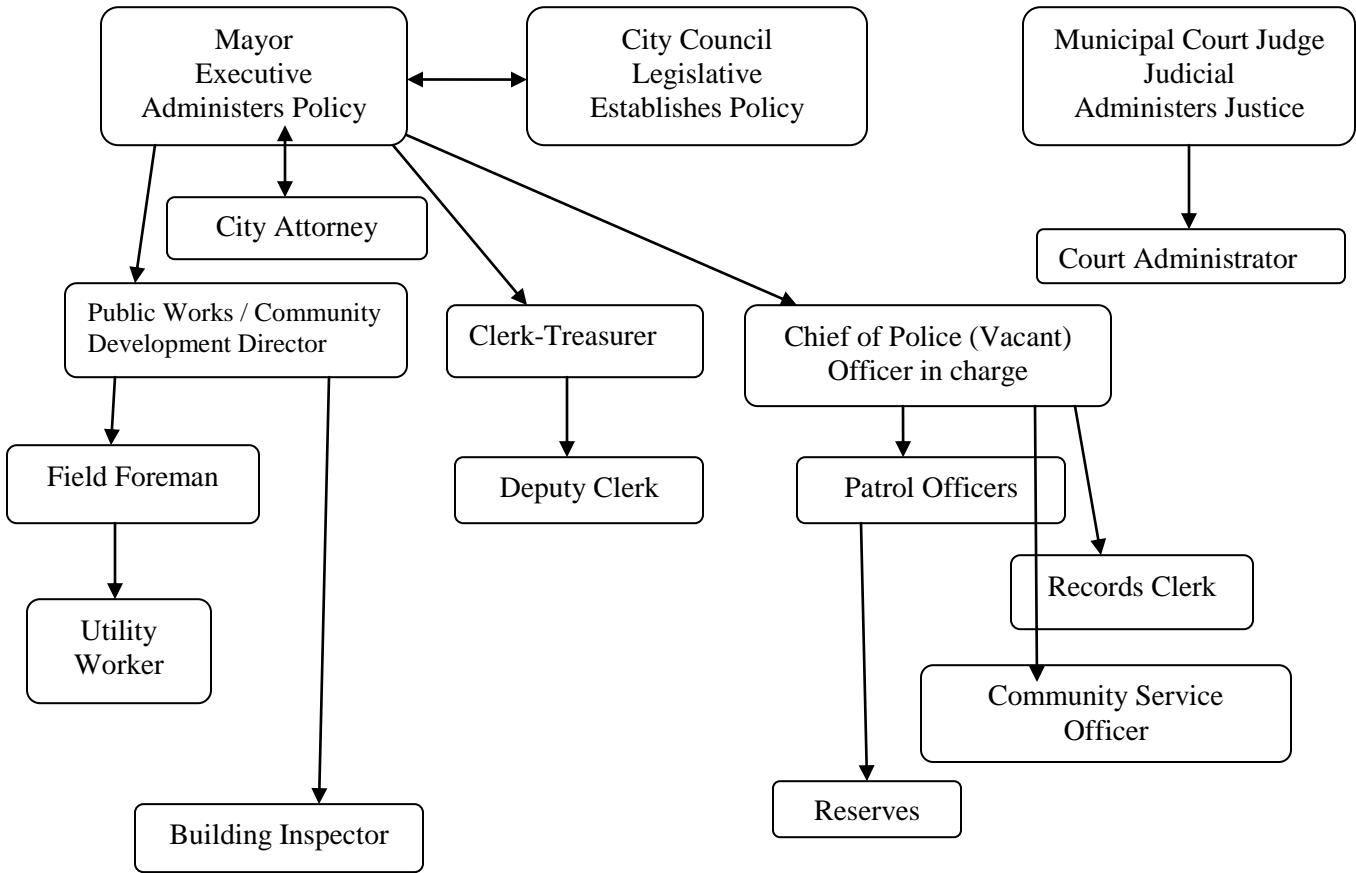 Mayor
Executive
Administers Policy
City Council
Legislative
Establishes Policy
Municipal Court Judge
Judicial
Administers Justice
City Attorney
Court Administrator
Public Works / Community
Development Director
Clerk-Treasurer
Chief of Police (Vacant)
Officer in charge
Field Foreman
Deputy Clerk
Patrol Officers
Records Clerk
Utility
Worker
Community Service
Officer
Reserves
Building Inspector